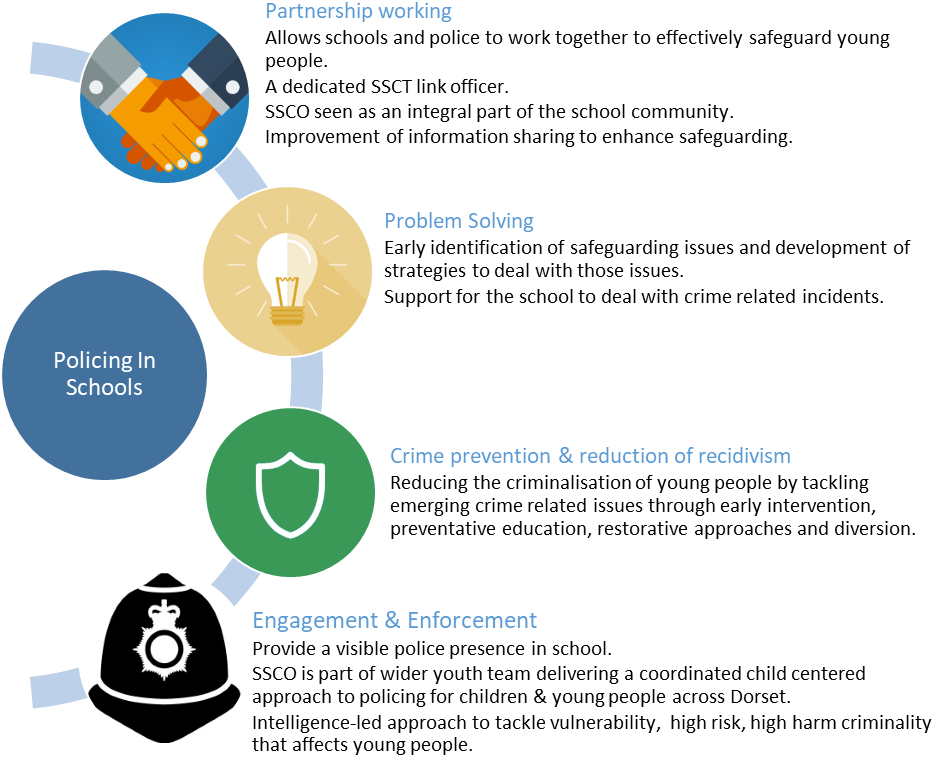 Partnership working
Allows schools and police to work together to effectively safeguard young
people.
A dedicated SSCT link officer.
SSCO seen as an integral part of the school community.
Improvement of information sharing to enhance safeguarding.
Problem Solving
Early identification of safeguarding issues and development of
strategies to deal with those issues.
Support for the school to deal with crime related incidents.
Policing In
Schools
Crime prevention & reduction of recidivism
Reducing the criminalisation of young people by tackling
emerging crime related issues through early intervention,
preventative education, restorative approaches and diversion.
Engagement & Enforcement
Provide a visible police presence in school.
SSCO is part of wider youth team delivering a coordinated child centered
approach to policing for children & young people across Dorset.
Intelligence-led approach to tackle vulnerability,  high risk, high harm criminality
that affects young people.